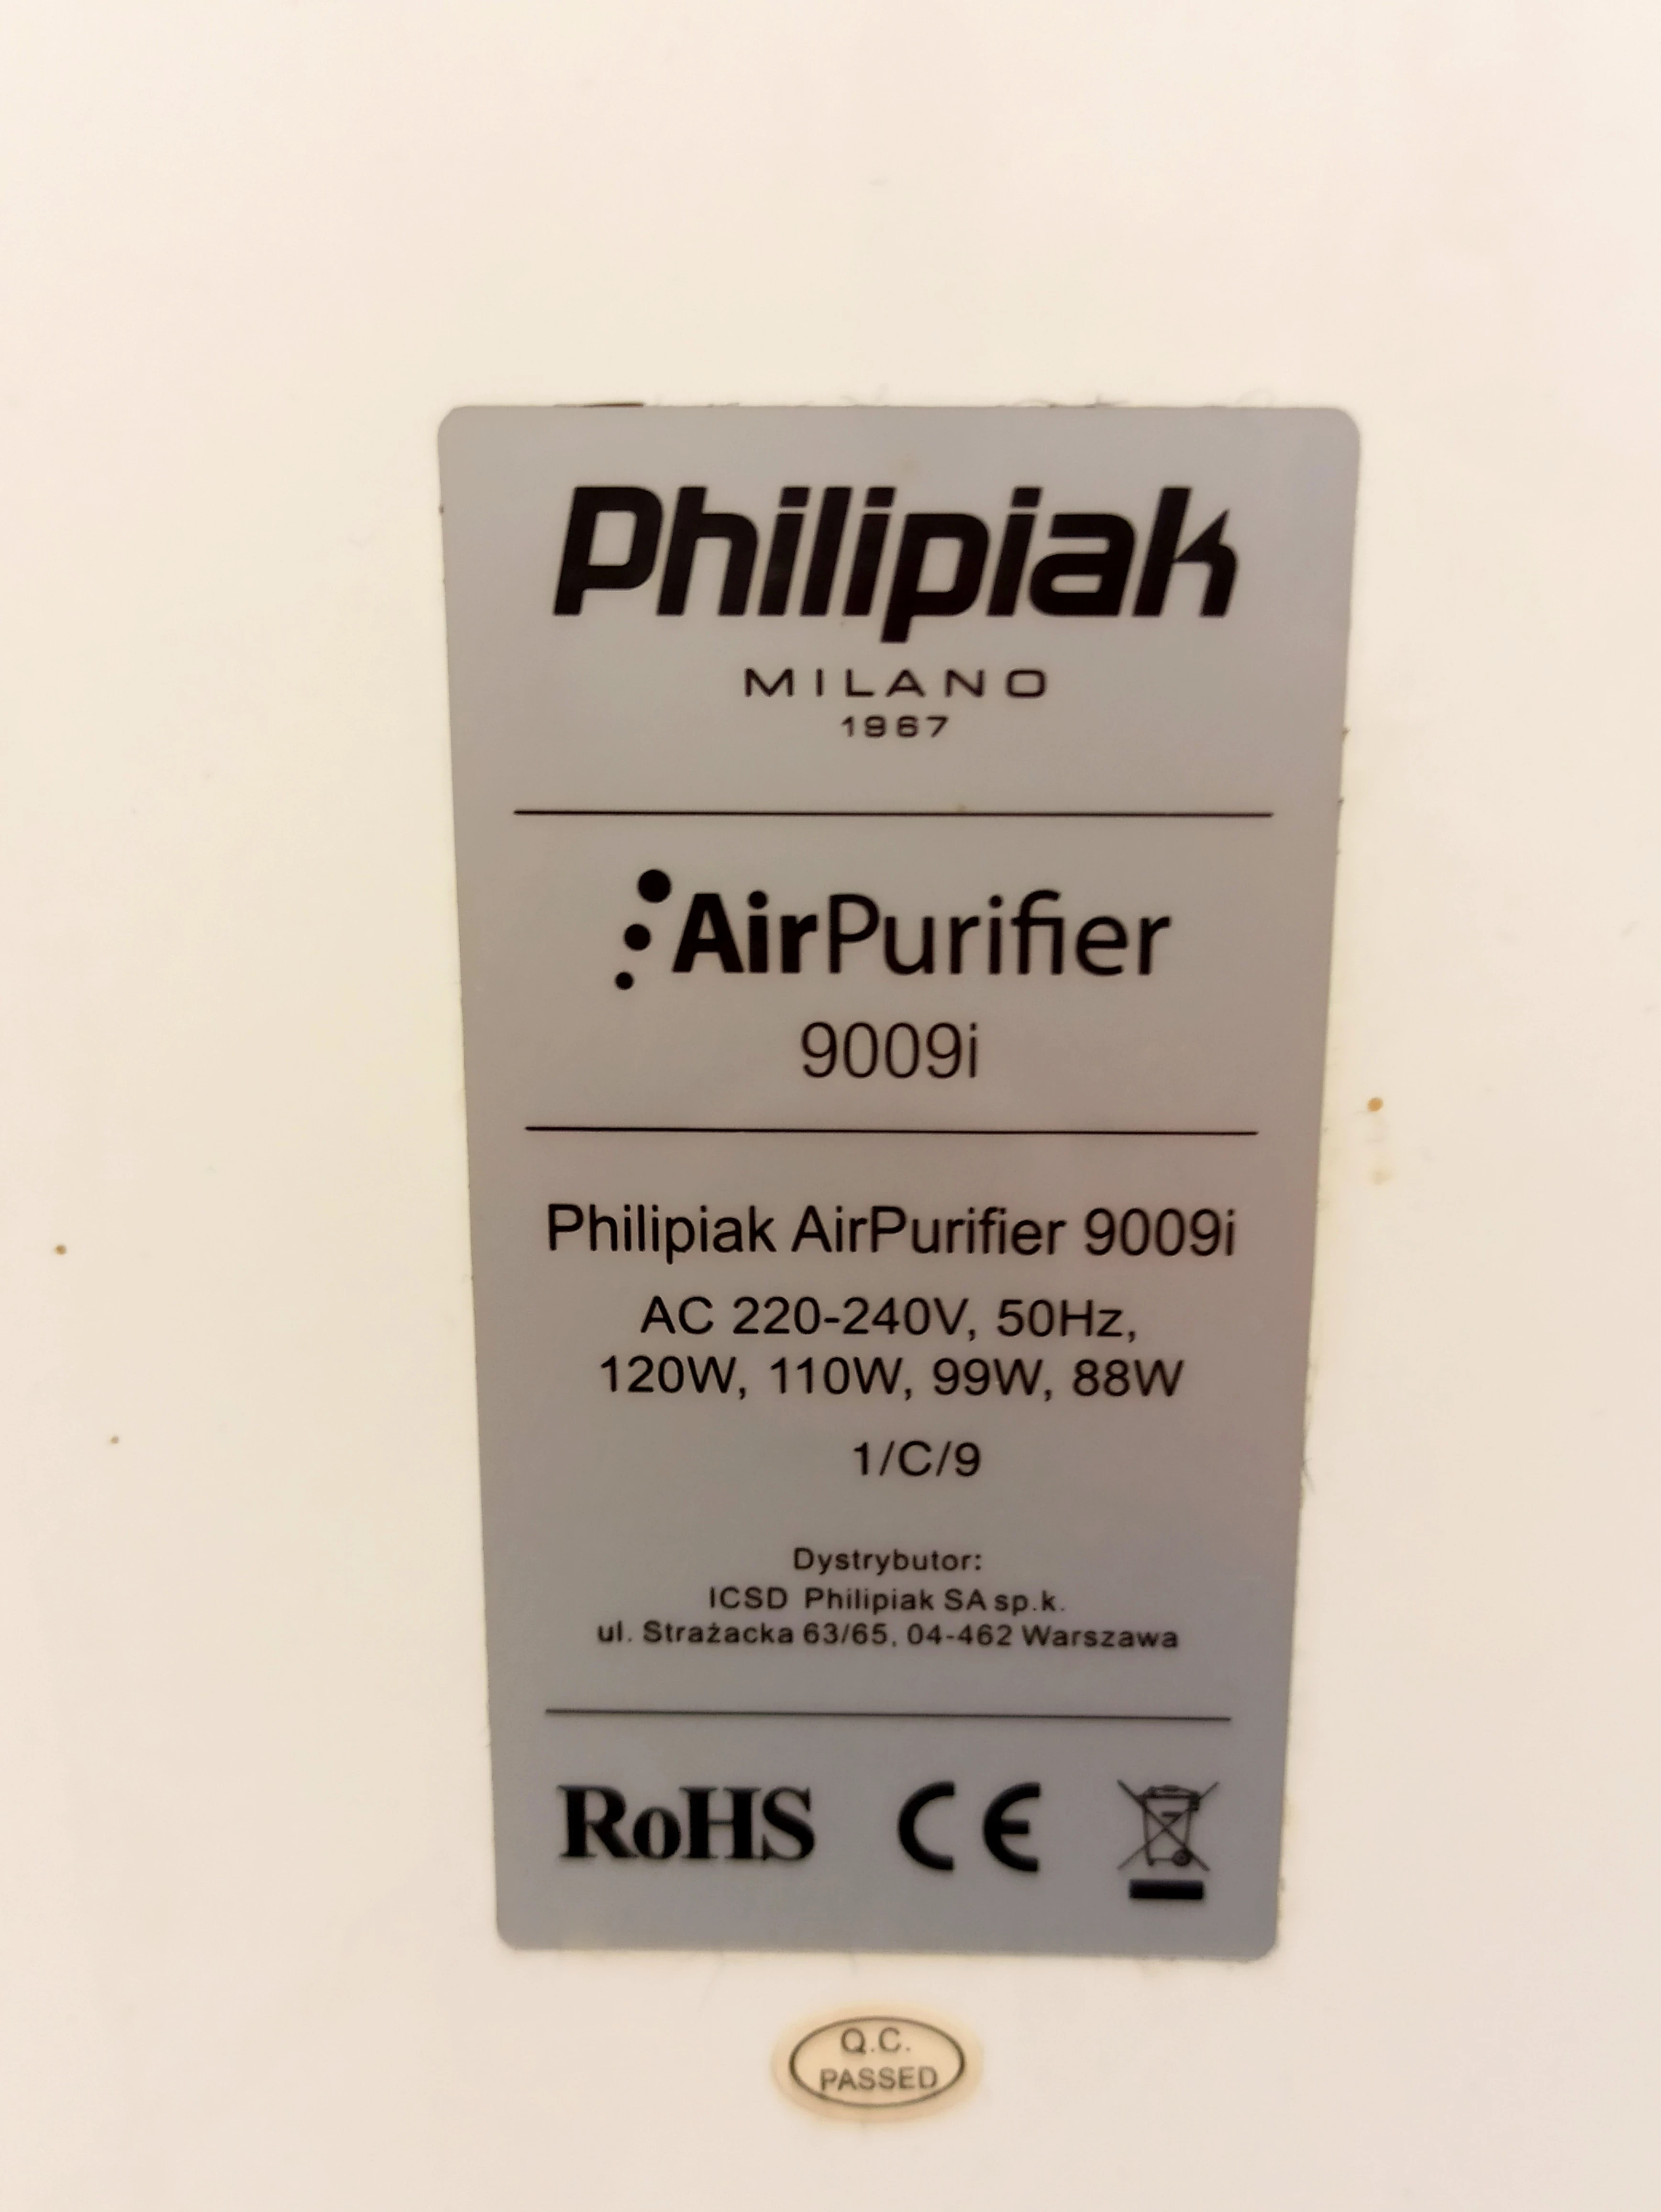 Philipiak
MILANO
1967
AirPurifier
9009i
Philipiak AirPurifier 9009i
AC 220-240V, 50Hz,
120W, 110W, 99W, 88W
1/C/9
Dystrybutor:
ICSD Philipiak SA sp.k.
ul. Strażacka 63/65, 04-462 Warszawa
RoHS CE
Q.C.
PASSED